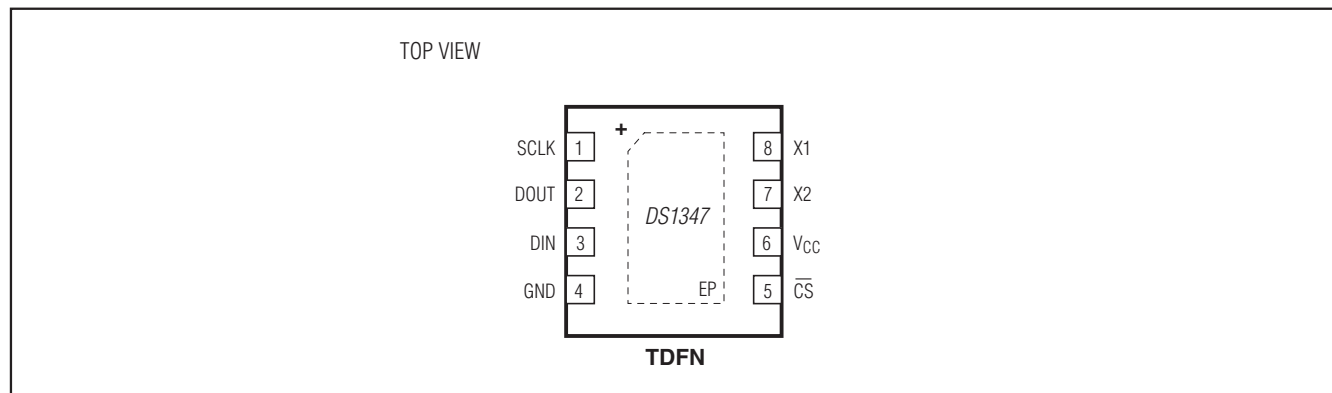 TOP VIEW
+
SCLK 1 8 X1
DOUT 2 7 X2
DS1347
DIN 3 6 VCC
GND 4 EP 5 C̅S̅
TDFN